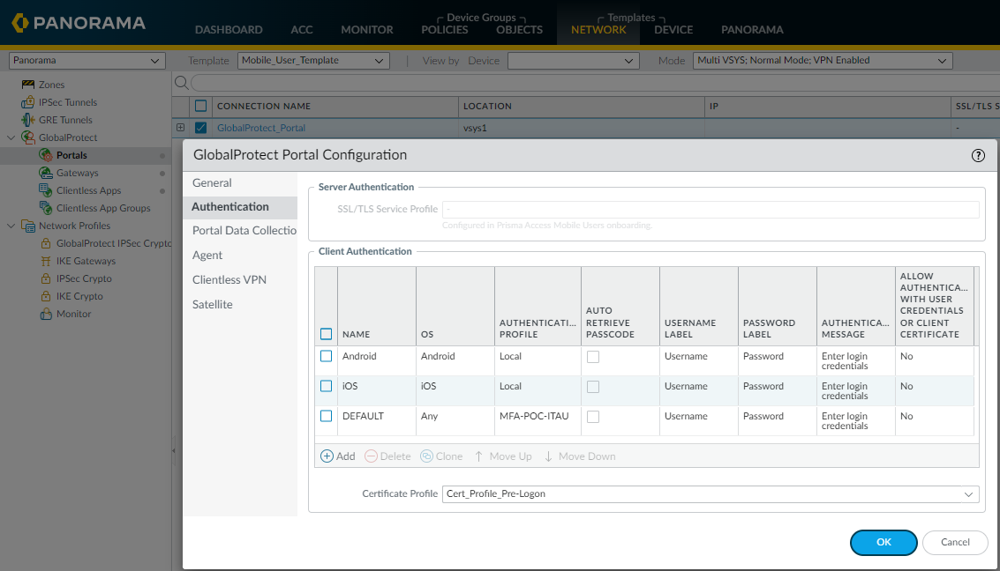 PANORAMA
Device Groups
Templates
DASHBOARD
ACC
MONITOR
POLICIES
OBJECTS
NETWORK
DEVICE
PANORAMA
Panorama
Template
Mobile_User_Template
View by
Device
Mode
Multi VSYS; Normal Mode; VPN Enabled
Zones
IPSec Tunnels
GRE Tunnels
GlobalProtect
Portals
Gateways
Clientless Apps
Clientless App Groups
Network Profiles
GlobalProtect IPSec Crypto
IKE Gateways
IPSec Crypto
IKE Crypto
Monitor
CONNECTION NAME
LOCATION
IP
SSL/TLS S
GlobalProtect_Portal
vsys1
-
GlobalProtect Portal Configuration
?
General
Authentication
Portal Data Collectio
Agent
Clientless VPN
Satellite
Server Authentication
SSL/TLS Service Profile
-
Configured in Prisma Access Mobile Users onboarding.
Client Authentication
NAME
OS
AUTHENTICATI...
PROFILE
AUTO
RETRIEVE
PASSCODE
USERNAME
LABEL
PASSWORD
LABEL
AUTHENTICA...
MESSAGE
ALLOW
AUTHENTICA...
WITH USER
CREDENTIALS
OR CLIENT
CERTIFICATE
Android
Android
Local
Username
Password
Enter login
credentials
No
iOS
iOS
Local
Username
Password
Enter login
credentials
No
DEFAULT
Any
MFA-POC-ITAU
Username
Password
Enter login
credentials
No
Add
Delete
Clone
Move Up
Move Down
Certificate Profile
Cert_Profile_Pre-Logon
OK
Cancel